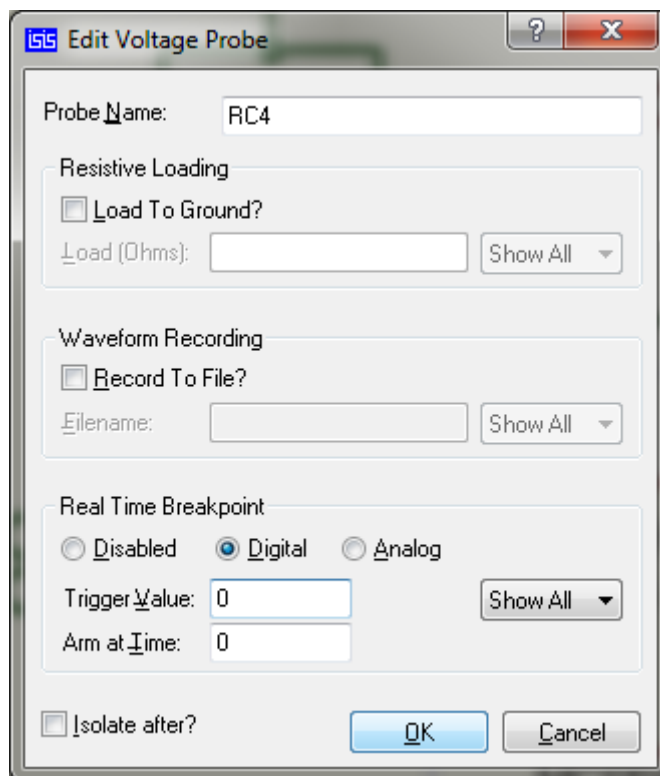 isis Edit Voltage Probe ? X
Probe Name: RC4
Resistive Loading
Load To Ground?
Load (Ohms): Show All
Waveform Recording
Record To File?
Filename: Show All
Real Time Breakpoint
Disabled Digital Analog
Trigger Value: 0 Show All
Arm at Time: 0
Isolate after? OK Cancel